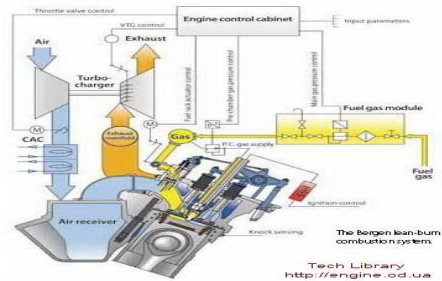 Throttle valve control
VTG control
Engine control cabinet
Input parameters
Air
Exhaust
Turbo-
charger
Fuel rack actuator control
Pre chamber gas pressure control
Main gas pressure control
Fuel gas module
M
M
CAC
Exhaust
manifold
Gas
P.C gas supply
Fuel
gas
Ignition control
Air receiver
Knock sensing
The Bergen lean-burn
combustion system.
Tech Library
http://engine.od.ua